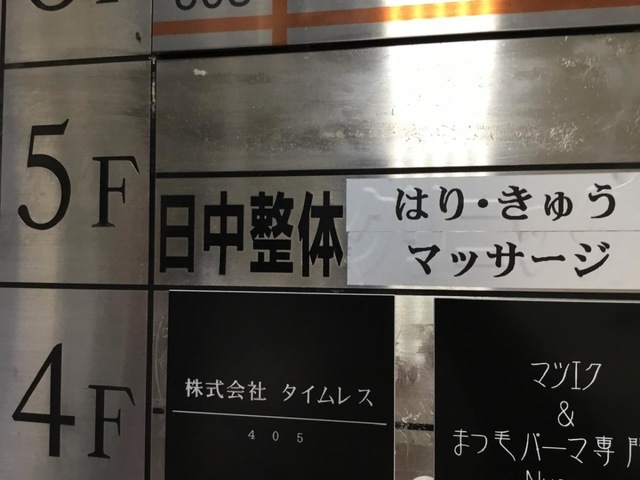 5F
日中整体
はり・きゅう
マッサージ
4F
株式会社 タイムレス
405
マツエク
&
まつ毛パーマ専門